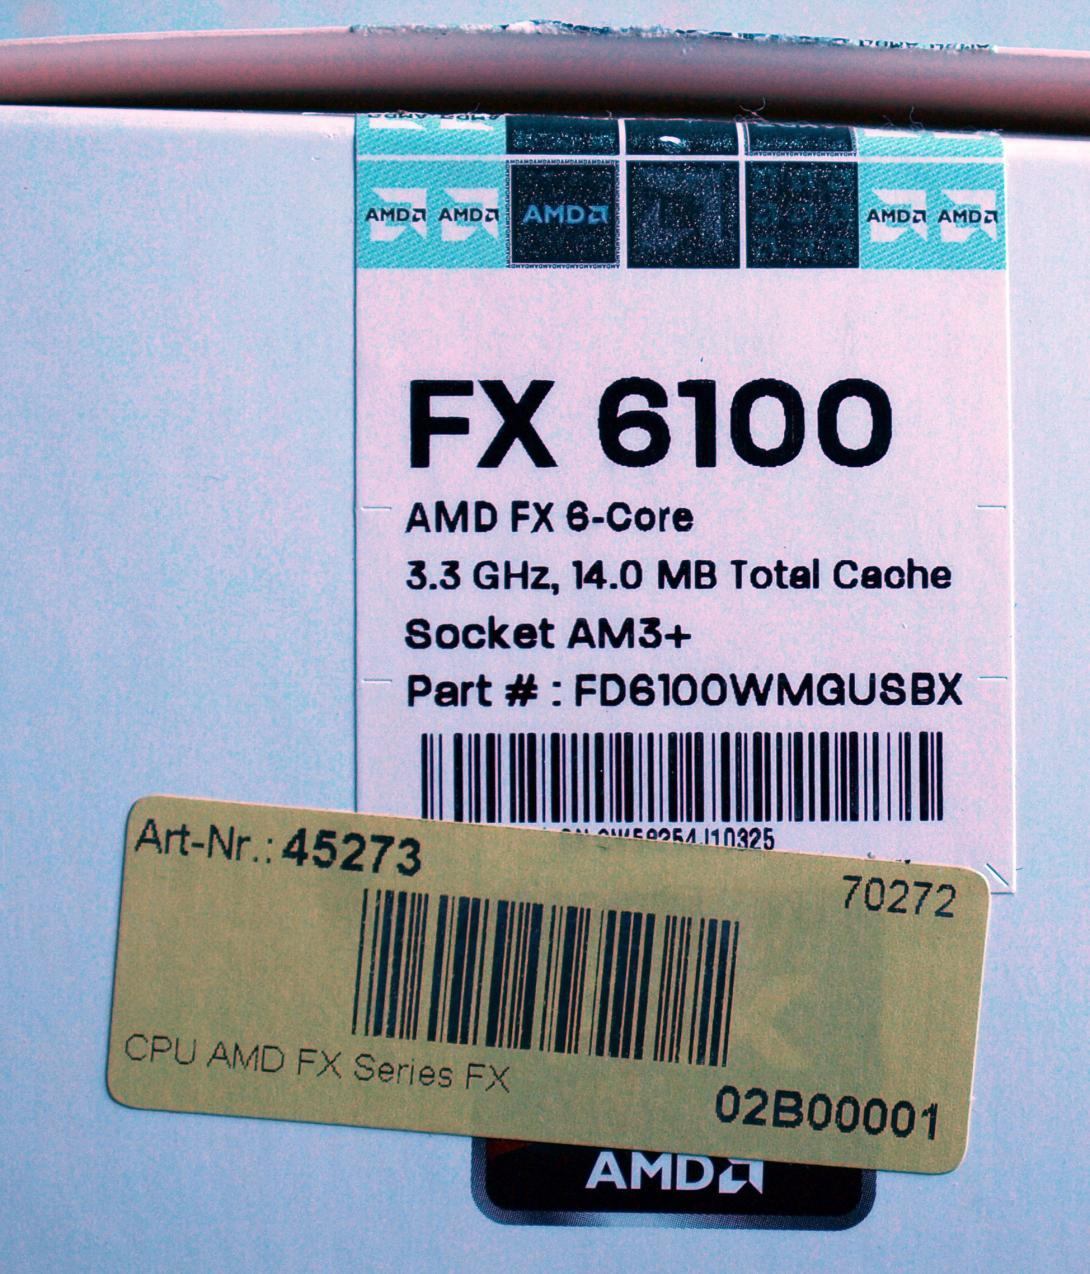 AMD AMD AMD AMD AMD
FX 6100
AMD FX 6-Core
3.3 GHz, 14.0 MB Total Cache
Socket AM3+
Part # : FD6100WMGUSBX
Art-Nr.: 45273
70272
CPU AMD FX Series FX
02B00001
AMD